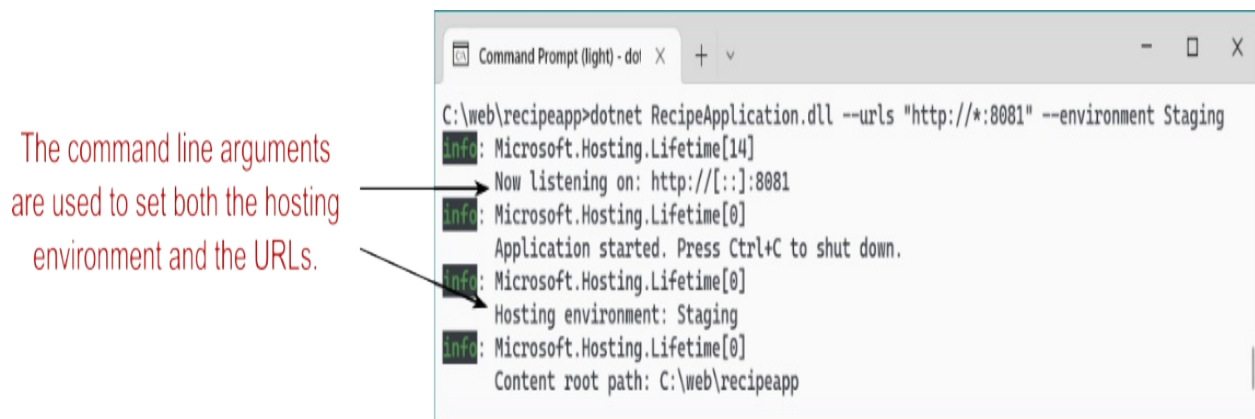 The command line arguments
are used to set both the hosting
environment and the URLs.
Command Prompt (light) - dot
C:\web\recipeapp>dotnet RecipeApplication.dll --urls "http://*:8081" --environment Staging
info: Microsoft.Hosting.Lifetime[14]
Now listening on: http://[::]:8081
info: Microsoft.Hosting.Lifetime[0]
Application started. Press Ctrl+C to shut down.
info: Microsoft.Hosting.Lifetime[0]
Hosting environment: Staging
info: Microsoft.Hosting.Lifetime[0]
Content root path: C:\web\recipeapp